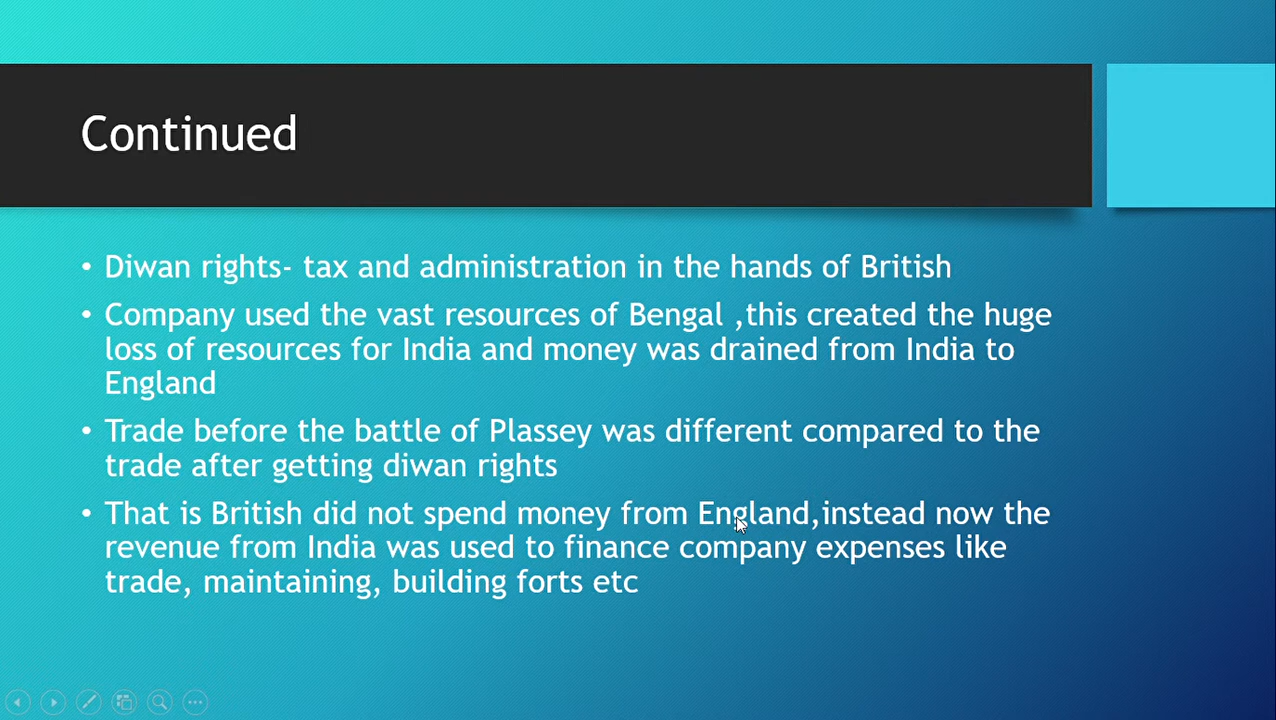 Continued
• Diwan rights- tax and administration in the hands of British
• Company used the vast resources of Bengal ,this created the huge
loss of resources for India and money was drained from India to
England
• Trade before the battle of Plassey was different compared to the
trade after getting diwan rights
• That is British did not spend money from England,instead now the
revenue from India was used to finance company expenses like
trade, maintaining, building forts etc